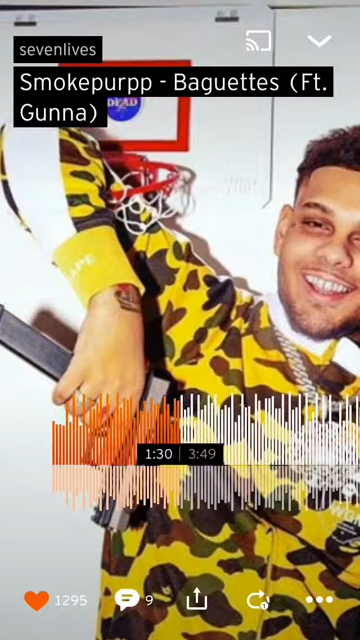 sevenlives
Smokepurpp - Baguettes (Ft.
Gunna)
DEAD
1:30 | 3:49
1295
9